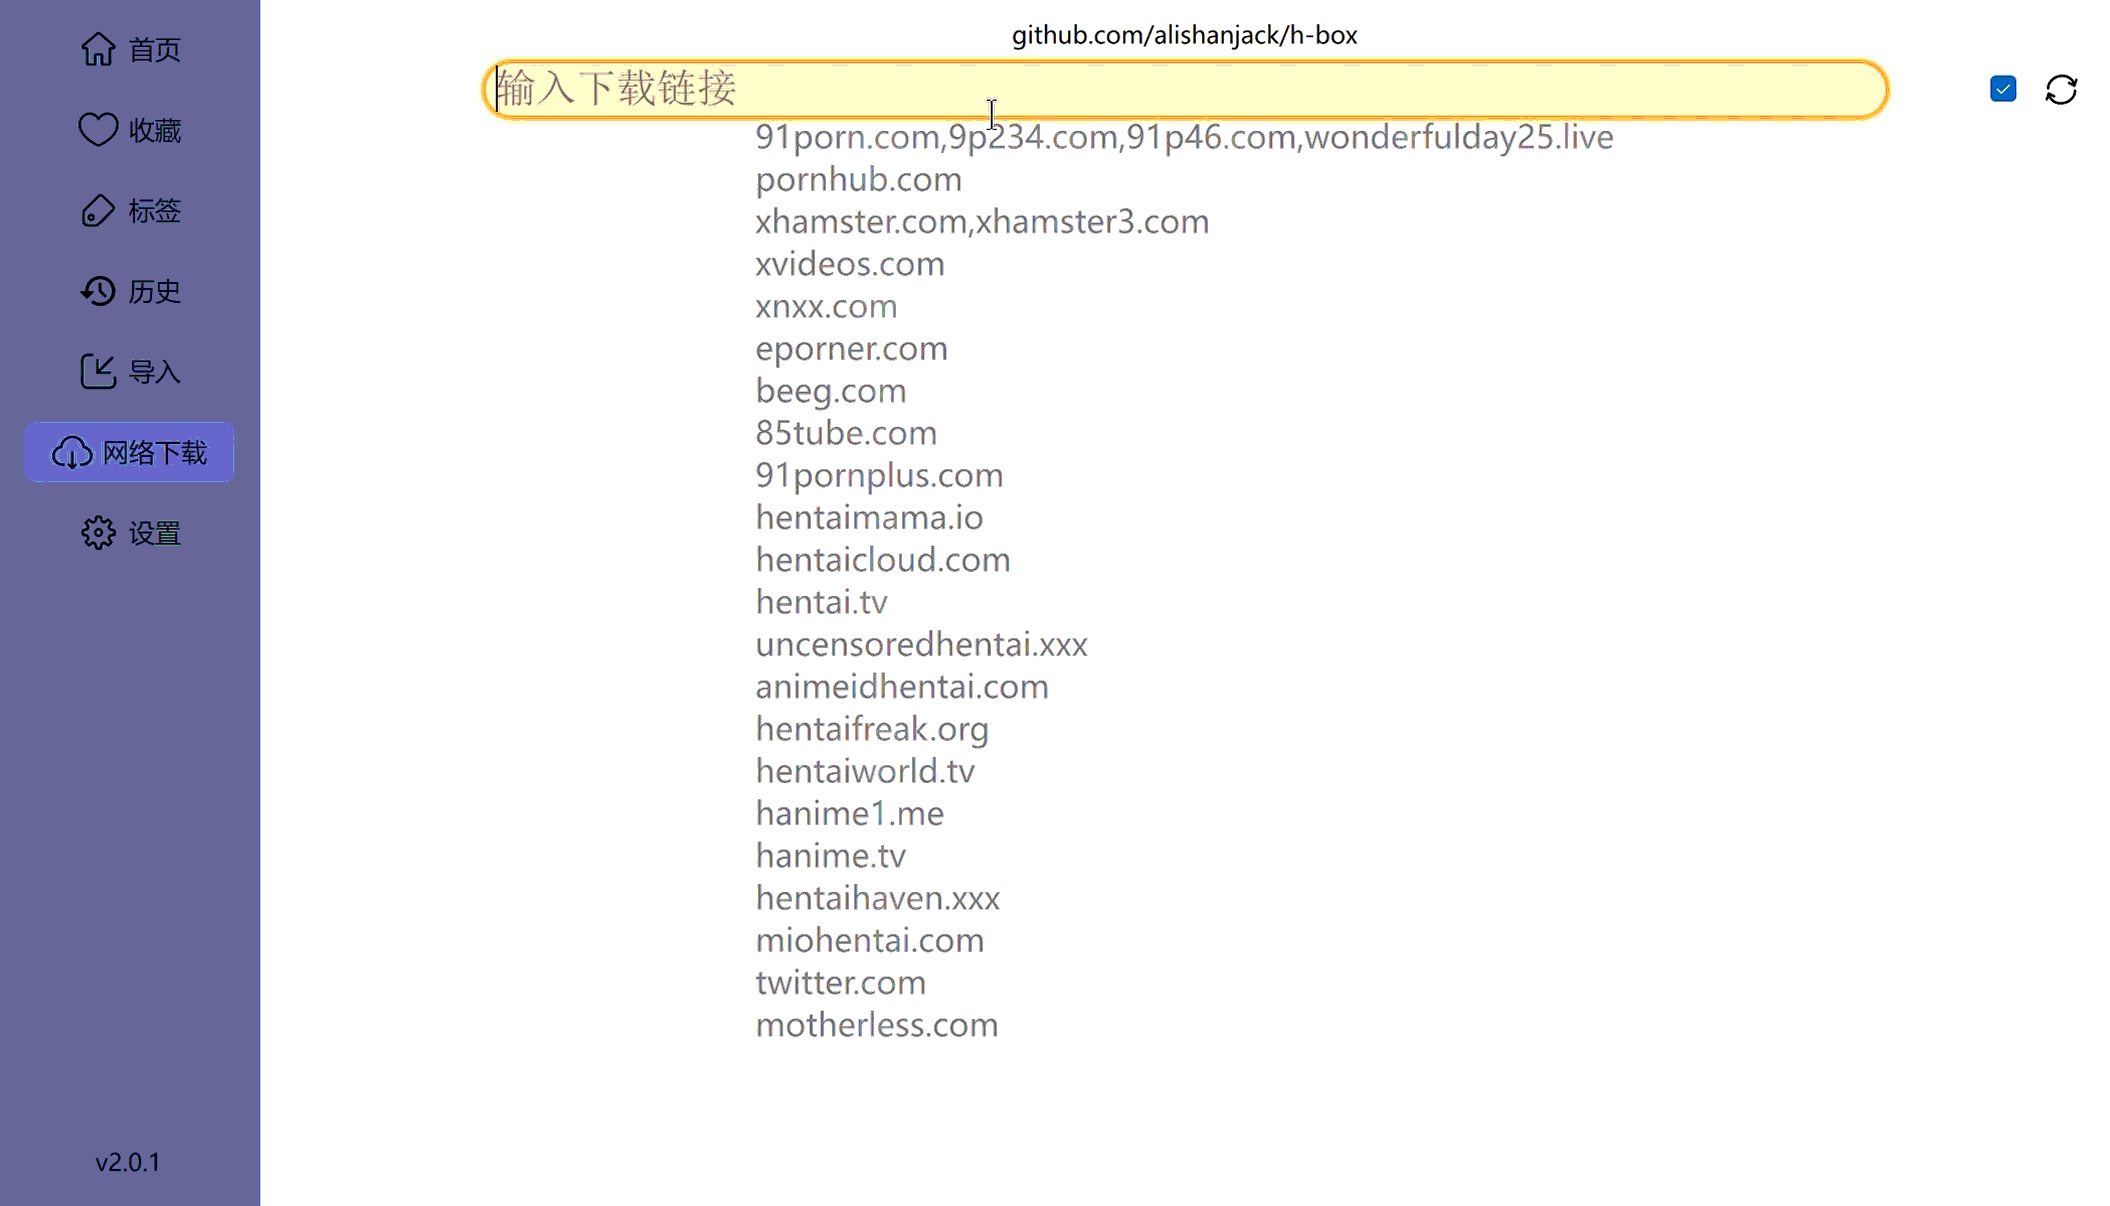 首页
收藏
标签
历史
导入
网络下载
设置
v2.0.1
github.com/alishanjack/h-box
输入下载链接
91porn.com,9p234.com,91p46.com,wonderfulday25.live
pornhub.com
xhamster.com,xhamster3.com
xvideos.com
xnxx.com
eporner.com
beeg.com
85tube.com
91pornplus.com
hentaimama.io
hentaicloud.com
hentai.tv
uncensoredhentai.xxx
animeidhentai.com
hentaifreak.org
hentaiworld.tv
hanime1.me
hanime.tv
hentaihaven.xxx
miohentai.com
twitter.com
motherless.com